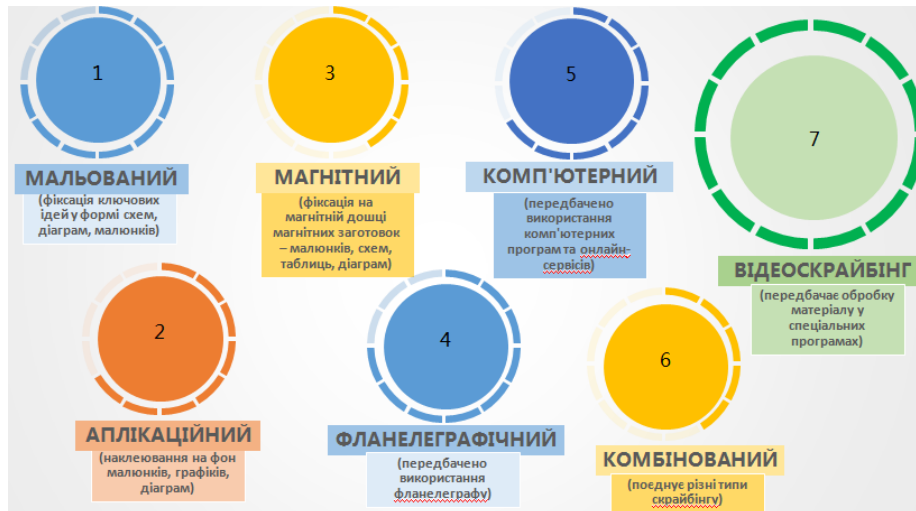 1
МАЛЬОВАНИЙ
(фіксація ключових
ідей у формі схем,
діаграм, малюнків)
2
АПЛІКАЦІЙНИЙ
(наклеювання на фон
малюнків, графіків,
діаграм)
3
МАГНІТНИЙ
(фіксація на
магнітній дошці
магнітних заготовок
– малюнків, схем,
таблиць, діаграм)
4
ФЛАНЕЛЕГРАФІЧНИЙ
(передбачено
використання
фланелеграфу)
5
КОМП'ЮТЕРНИЙ
(передбачено
використання
комп'ютерних
програм та онлайн-
сервісів)
6
КОМБІНОВАНИЙ
(поєднує різні типи
скрайбінгу)
7
ВІДЕОСКРАЙБІНГ
(передбачає обробку
матеріалу у
спеціальних
програмах)